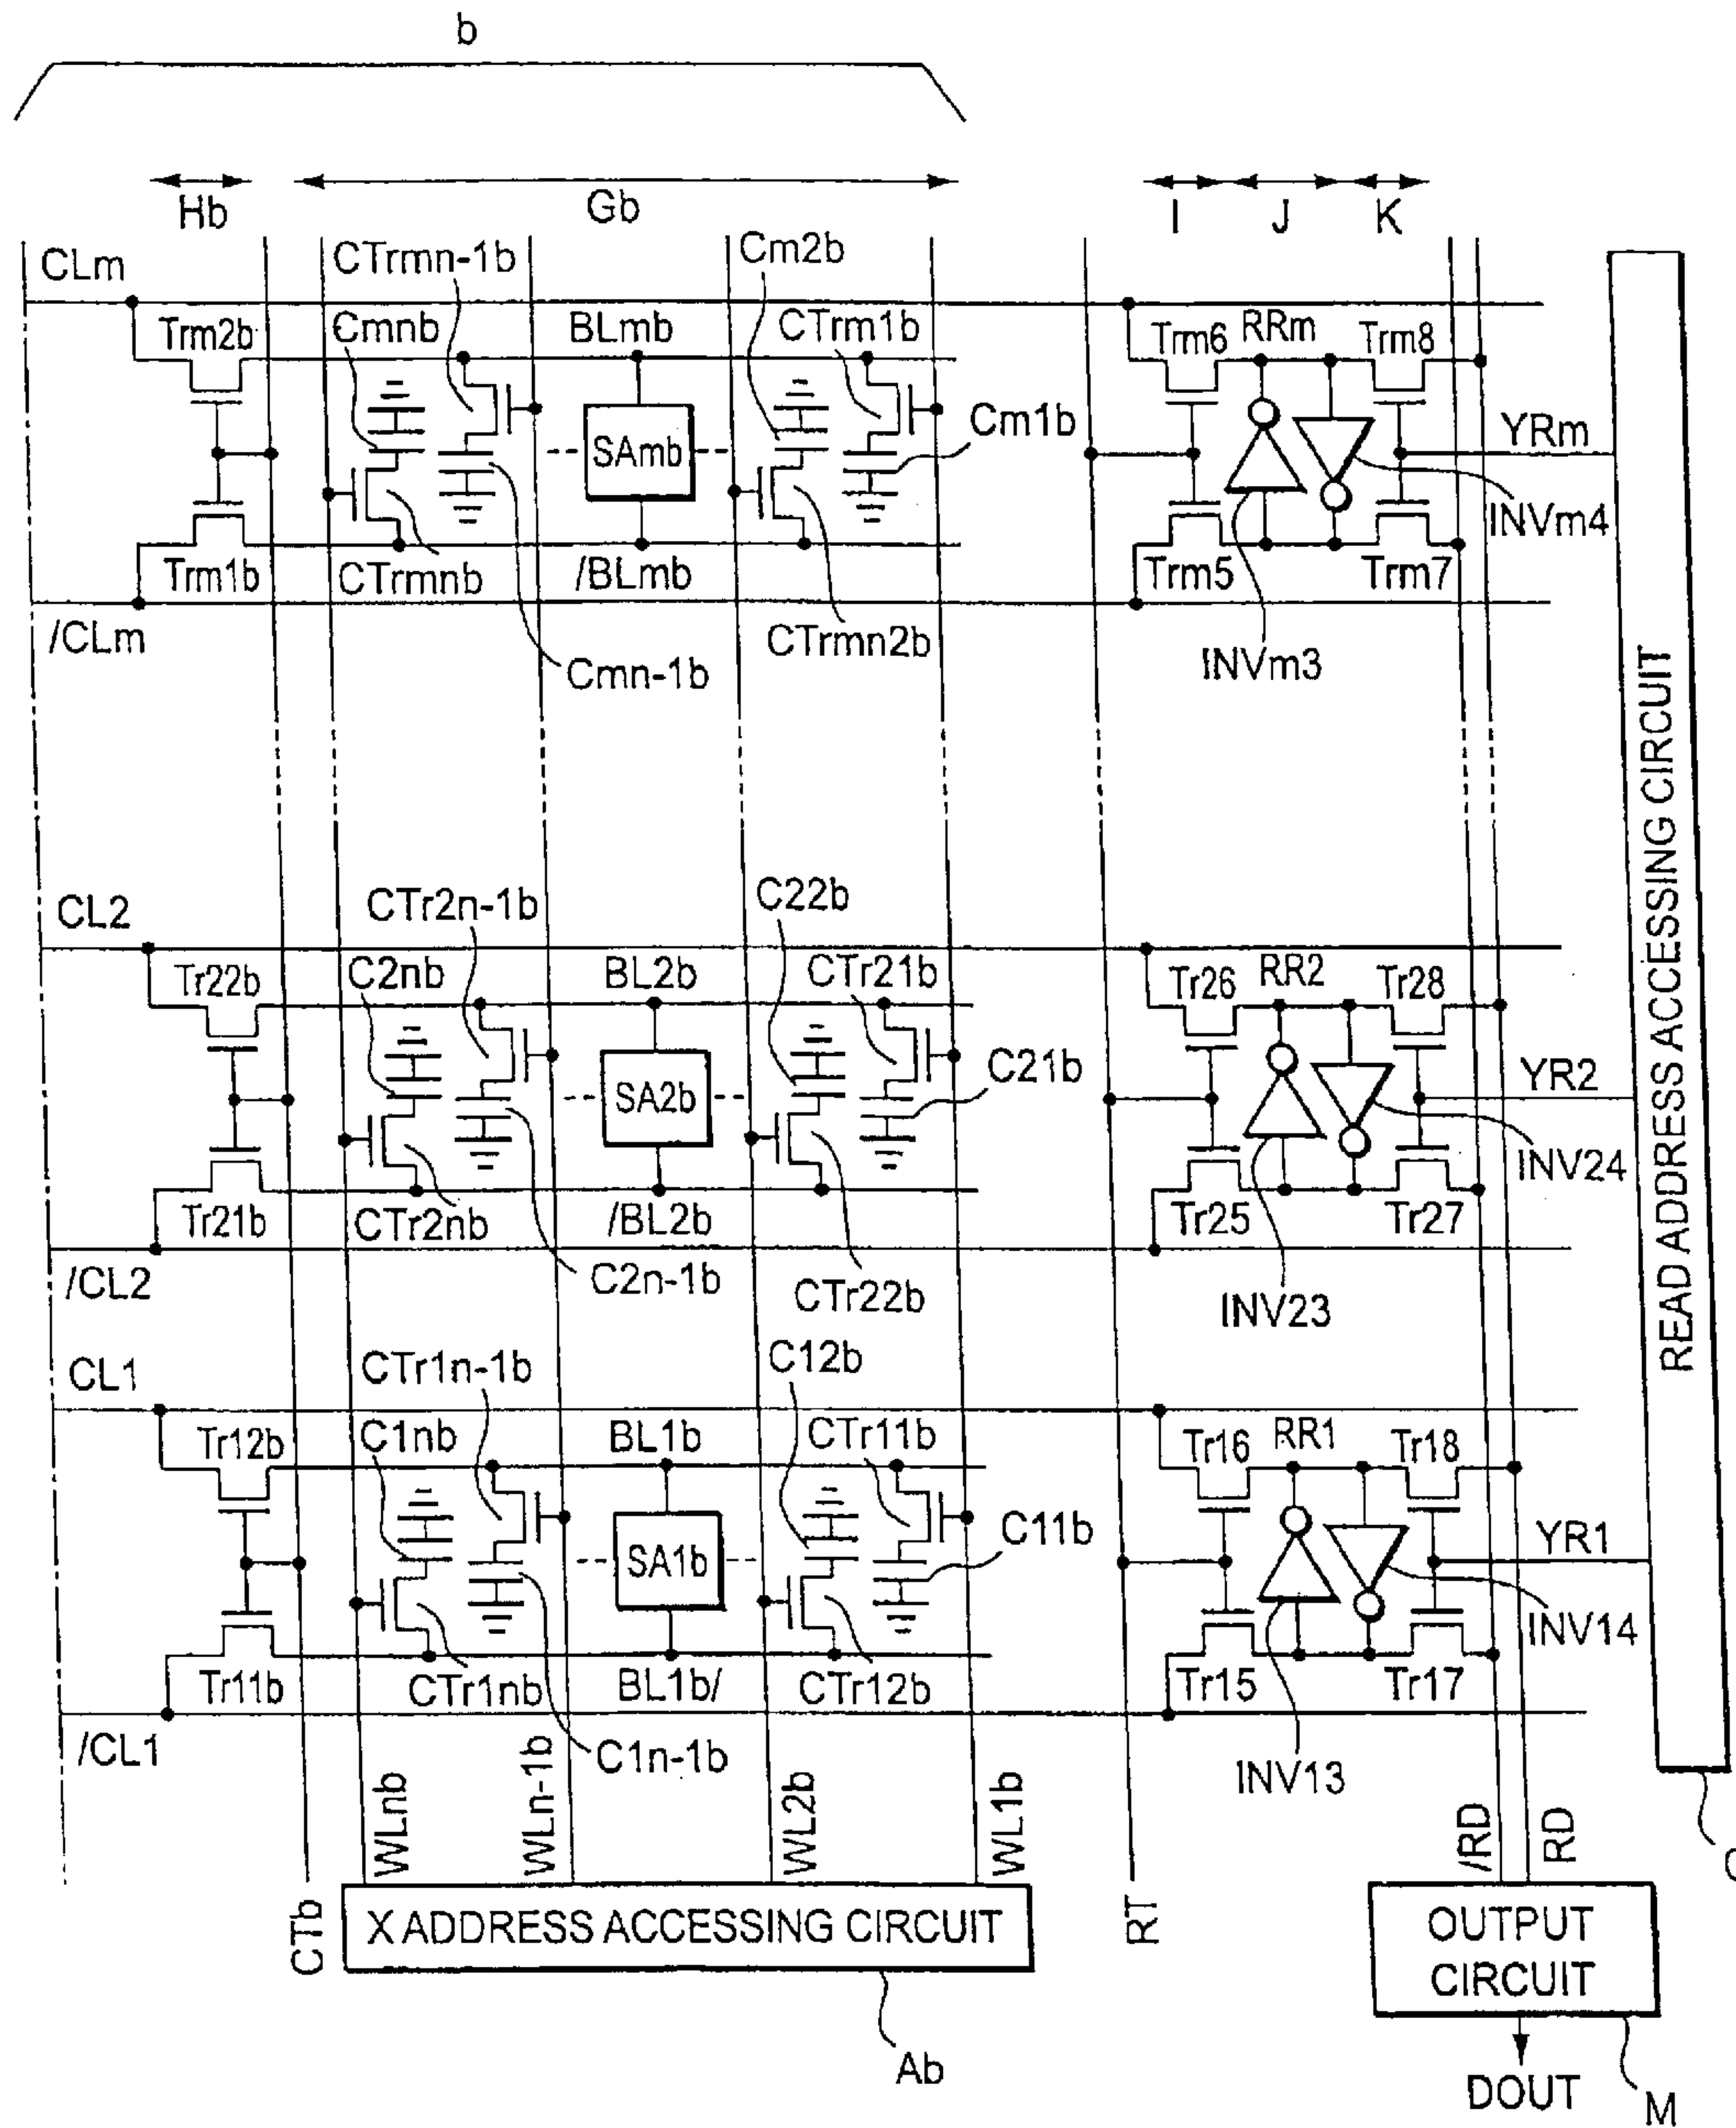 b
Hb
Gb
I
J
K
CLm
CTrmn-1b
Cm2b
Trm2b
Cmnb
BLmb
CTrm1b
Trm6
RRm
Trm8
Cm1b
YRm
SAmb
INVm4
Trm1b
CTrmnb
/BLmb
Trm5
Trm7
/CLm
CTrmn2b
INVm3
Cmn-1b
READ ADDRESS ACCESSING CIRCUIT
CL2
CTr2n-1b
C22b
Tr22b
C2nb
BL2b
CTr21b
Tr26
RR2
Tr28
C21b
YR2
SA2b
INV24
Tr21b
CTr2nb
/BL2b
Tr25
Tr27
/CL2
C2n-1b
CTr22b
INV23
CL1
CTr1n-1b
C12b
Tr12b
C1nb
BL1b
CTr11b
Tr16
RR1
Tr18
C11b
YR1
SA1b
INV14
Tr11b
CTr1nb
BL1b/
CTr12b
Tr15
Tr17
/CL1
C1n-1b
INV13
CTb
WLnb
WLn-1b
WL2b
WL1b
RT
/RD
RD
X ADDRESS ACCESSING CIRCUIT
OUTPUT
CIRCUIT
Ab
DOUT
M